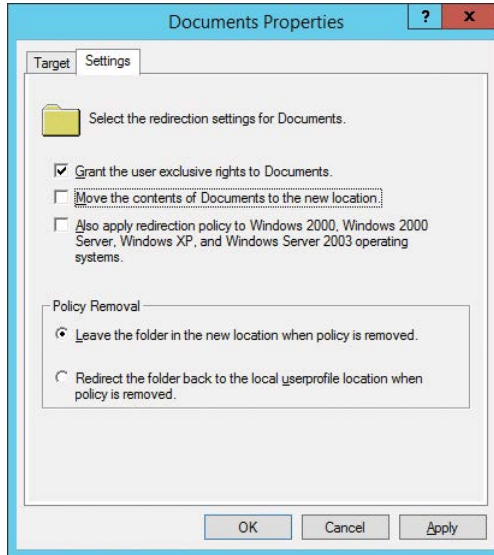 Documents Properties
?
x
Target
Settings
Select the redirection settings for Documents.
Grant the user exclusive rights to Documents.
Move the contents of Documents to the new location.
Also apply redirection policy to Windows 2000, Windows 2000
Server, Windows XP, and Windows Server 2003 operating
systems.
Policy Removal
Leave the folder in the new location when policy is removed.
Redirect the folder back to the local userprofile location when
policy is removed.
OK
Cancel
Apply